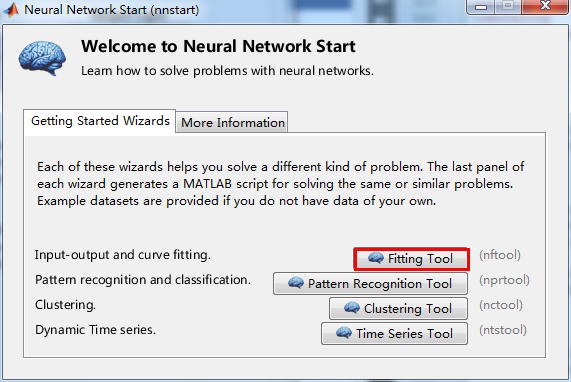 Neural Network Start (nnstart)
Welcome to Neural Network Start
Learn how to solve problems with neural networks.
Getting Started Wizards More Information
Each of these wizards helps you solve a different kind of problem. The last panel of
each wizard generates a MATLAB script for solving the same or similar problems.
Example datasets are provided if you do not have data of your own.
Input-output and curve fitting. Fitting Tool (nftool)
Pattern recognition and classification. Pattern Recognition Tool (nprtool)
Clustering. Clustering Tool (nctool)
Dynamic Time series. Time Series Tool (ntstool)